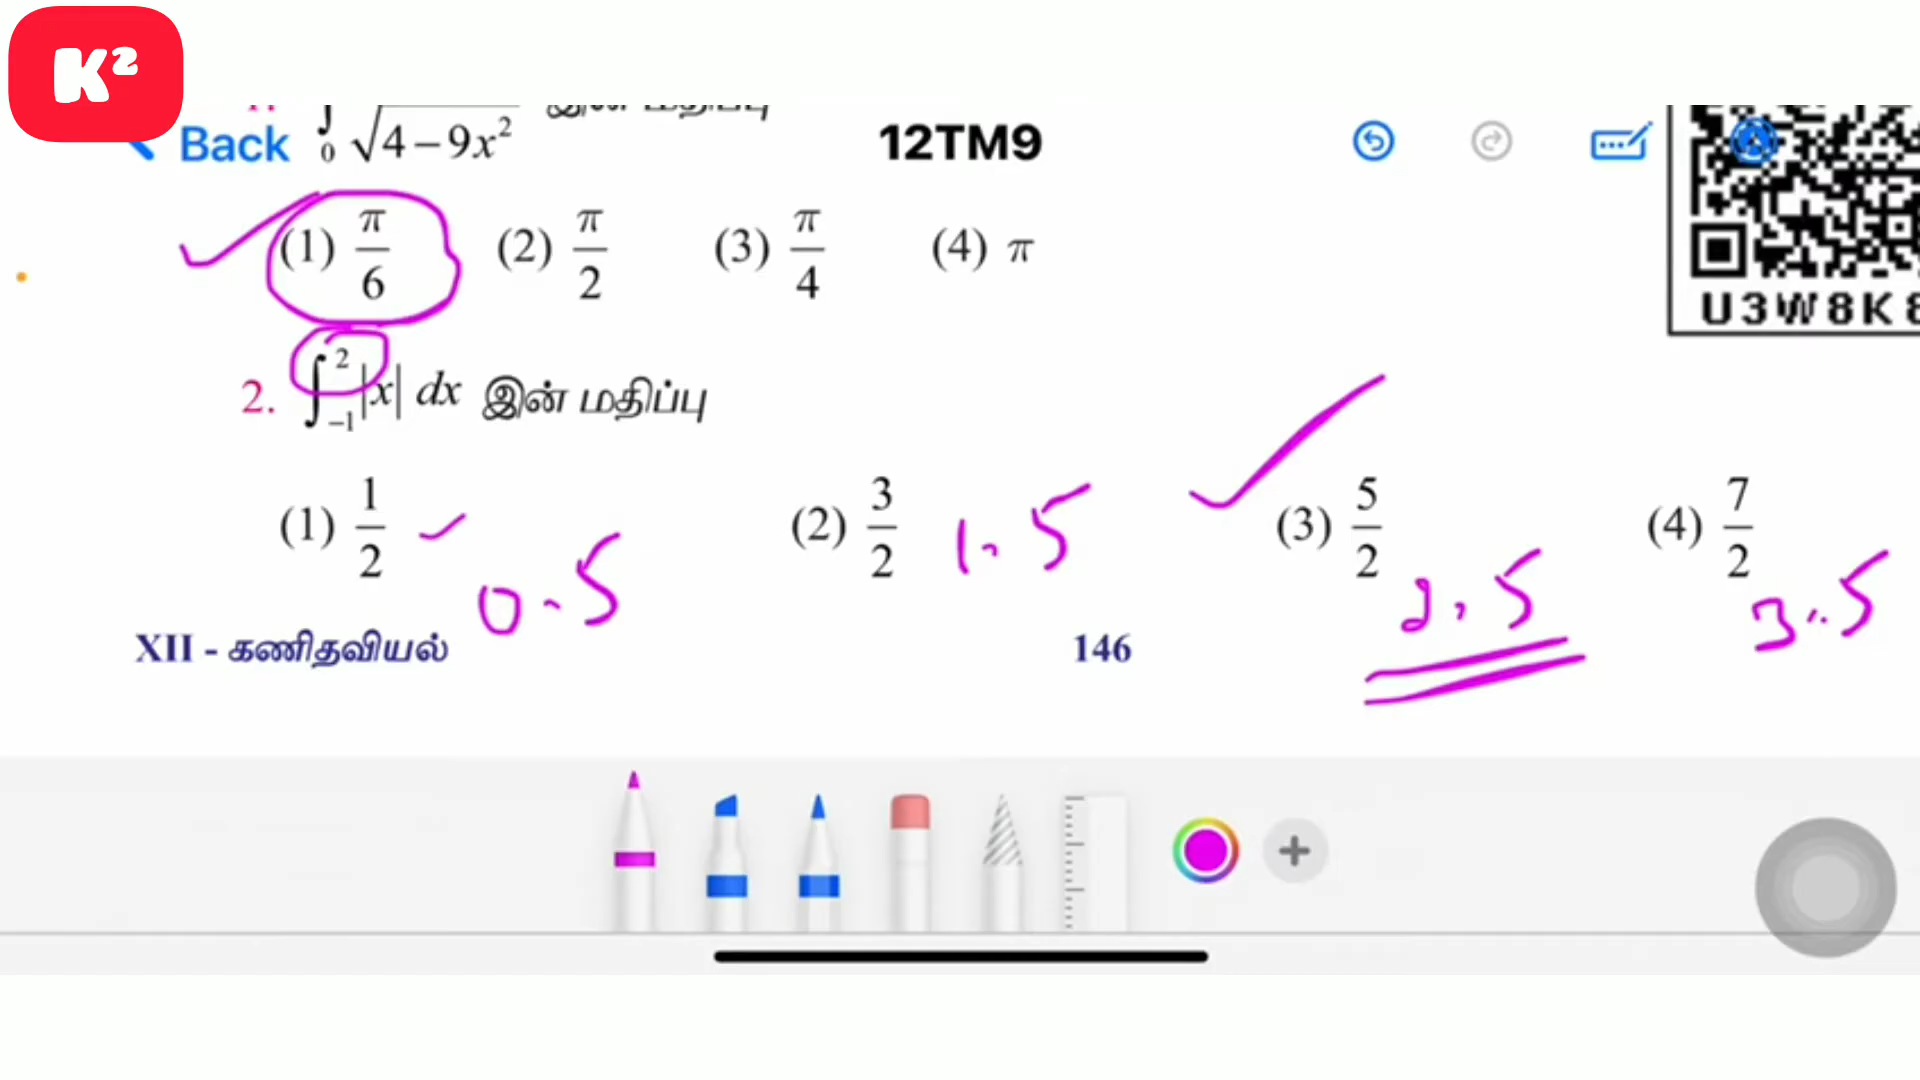 K²
Back ∫₀ √4 – 9x² 12TM9
(1) π/6 (2) π/2 (3) π/4 (4) π
U3W8K
2. ∫₋₁² |x| dx இன் மதிப்பு
(1) 1/2 (2) 3/2 (3) 5/2 (4) 7/2
0.5 1.5 2.5 3.5
XII - கணிதவியல் 146